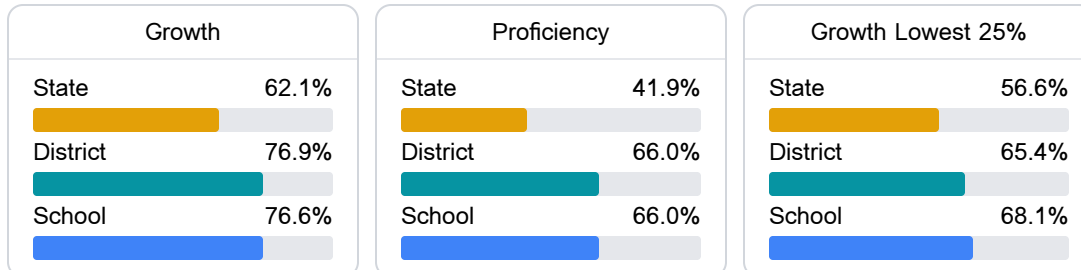 Growth
State 62.1%
District 76.9%
School 76.6%
Proficiency
State 41.9%
District 66.0%
School 66.0%
Growth Lowest 25%
State 56.6%
District 65.4%
School 68.1%